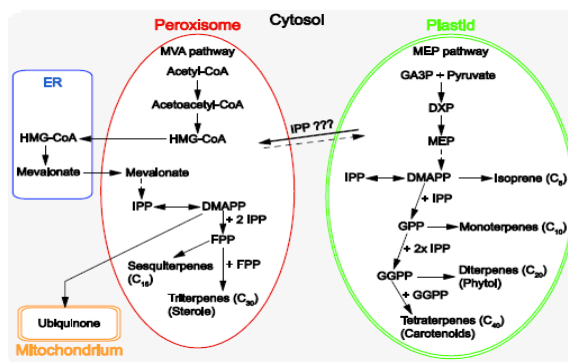 Cytosol
Peroxisome
MVA pathway
Acetyl-CoA
Acetoacetyl-CoA
HMG-CoA
Mevalonate
IPP
DMAPP
+ 2 IPP
FPP
+ FPP
Sesquiterpenes
(C15)
Triterpenes (C30)
(Sterole)
ER
HMG-CoA
Mevalonate
Ubiquinone
Mitochondrium
IPP ???
Plastid
MEP pathway
GA3P + Pyruvate
DXP
MEP
IPP
DMAPP
Isoprene (C5)
+ IPP
GPP
Monoterpenes (C10)
+ 2x IPP
GGPP
Diterpenes (C20)
(Phytol)
+ GGPP
Tetraterpenes (C40)
(Carotenoids)